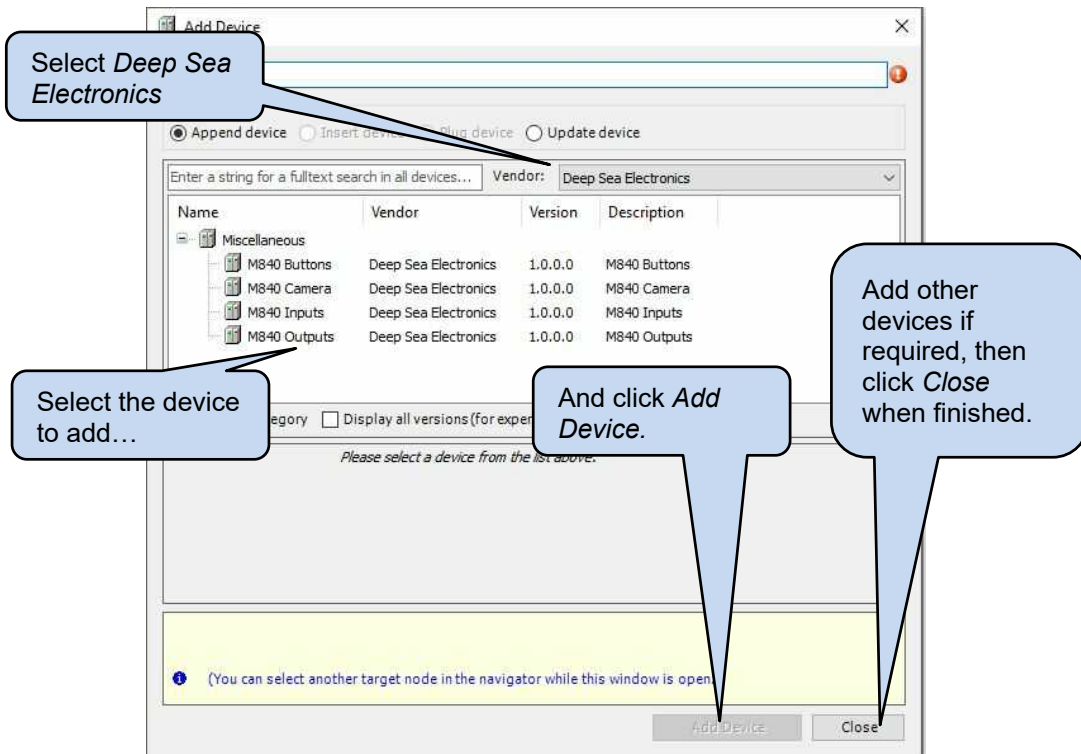 Add Device
Select Deep Sea
Electronics
Append device Insert device Plug device Update device
Enter a string for a fulltext search in all devices... Vendor: Deep Sea Electronics
Name Vendor Version Description
Miscellaneous
M840 Buttons Deep Sea Electronics 1.0.0.0 M840 Buttons
M840 Camera Deep Sea Electronics 1.0.0.0 M840 Camera
M840 Inputs Deep Sea Electronics 1.0.0.0 M840 Inputs
M840 Outputs Deep Sea Electronics 1.0.0.0 M840 Outputs
Add other
devices if
required, then
click Close
when finished.
Select the device
to add…
And click Add
Device.
egory Display all versions (for exper
Please select a device from the list above.
(You can select another target node in the navigator while this window is open.
Add Device Close